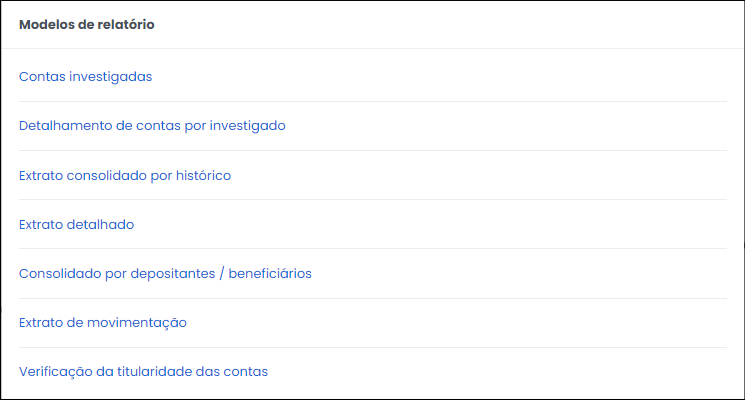 Modelos de relatório
Contas investigadas
Detalhamento de contas por investigado
Extrato consolidado por histórico
Extrato detalhado
Consolidado por depositantes / beneficiários
Extrato de movimentação
Verificação da titularidade das contas